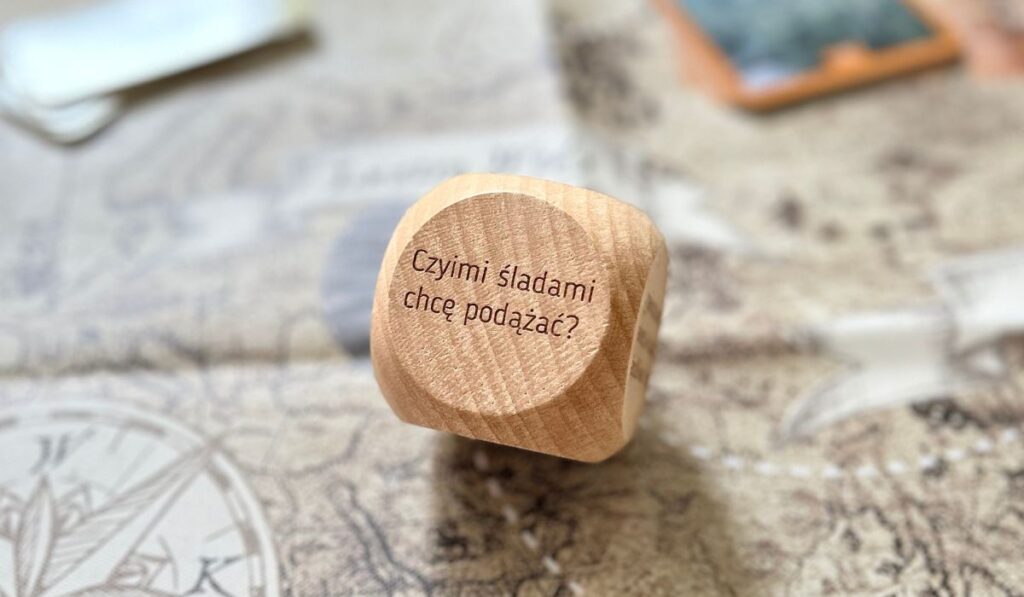 Czyimi śladami
chcę podążać?
W
K